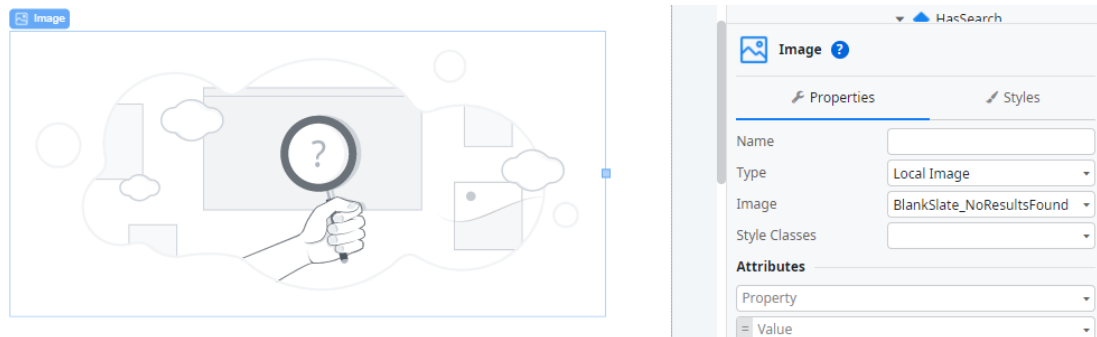 Image
?
HasSearch
Image ?
Properties Styles
Name
Type Local Image
Image BlankSlate_NoResultsFound
Style Classes
Attributes
Property
= Value